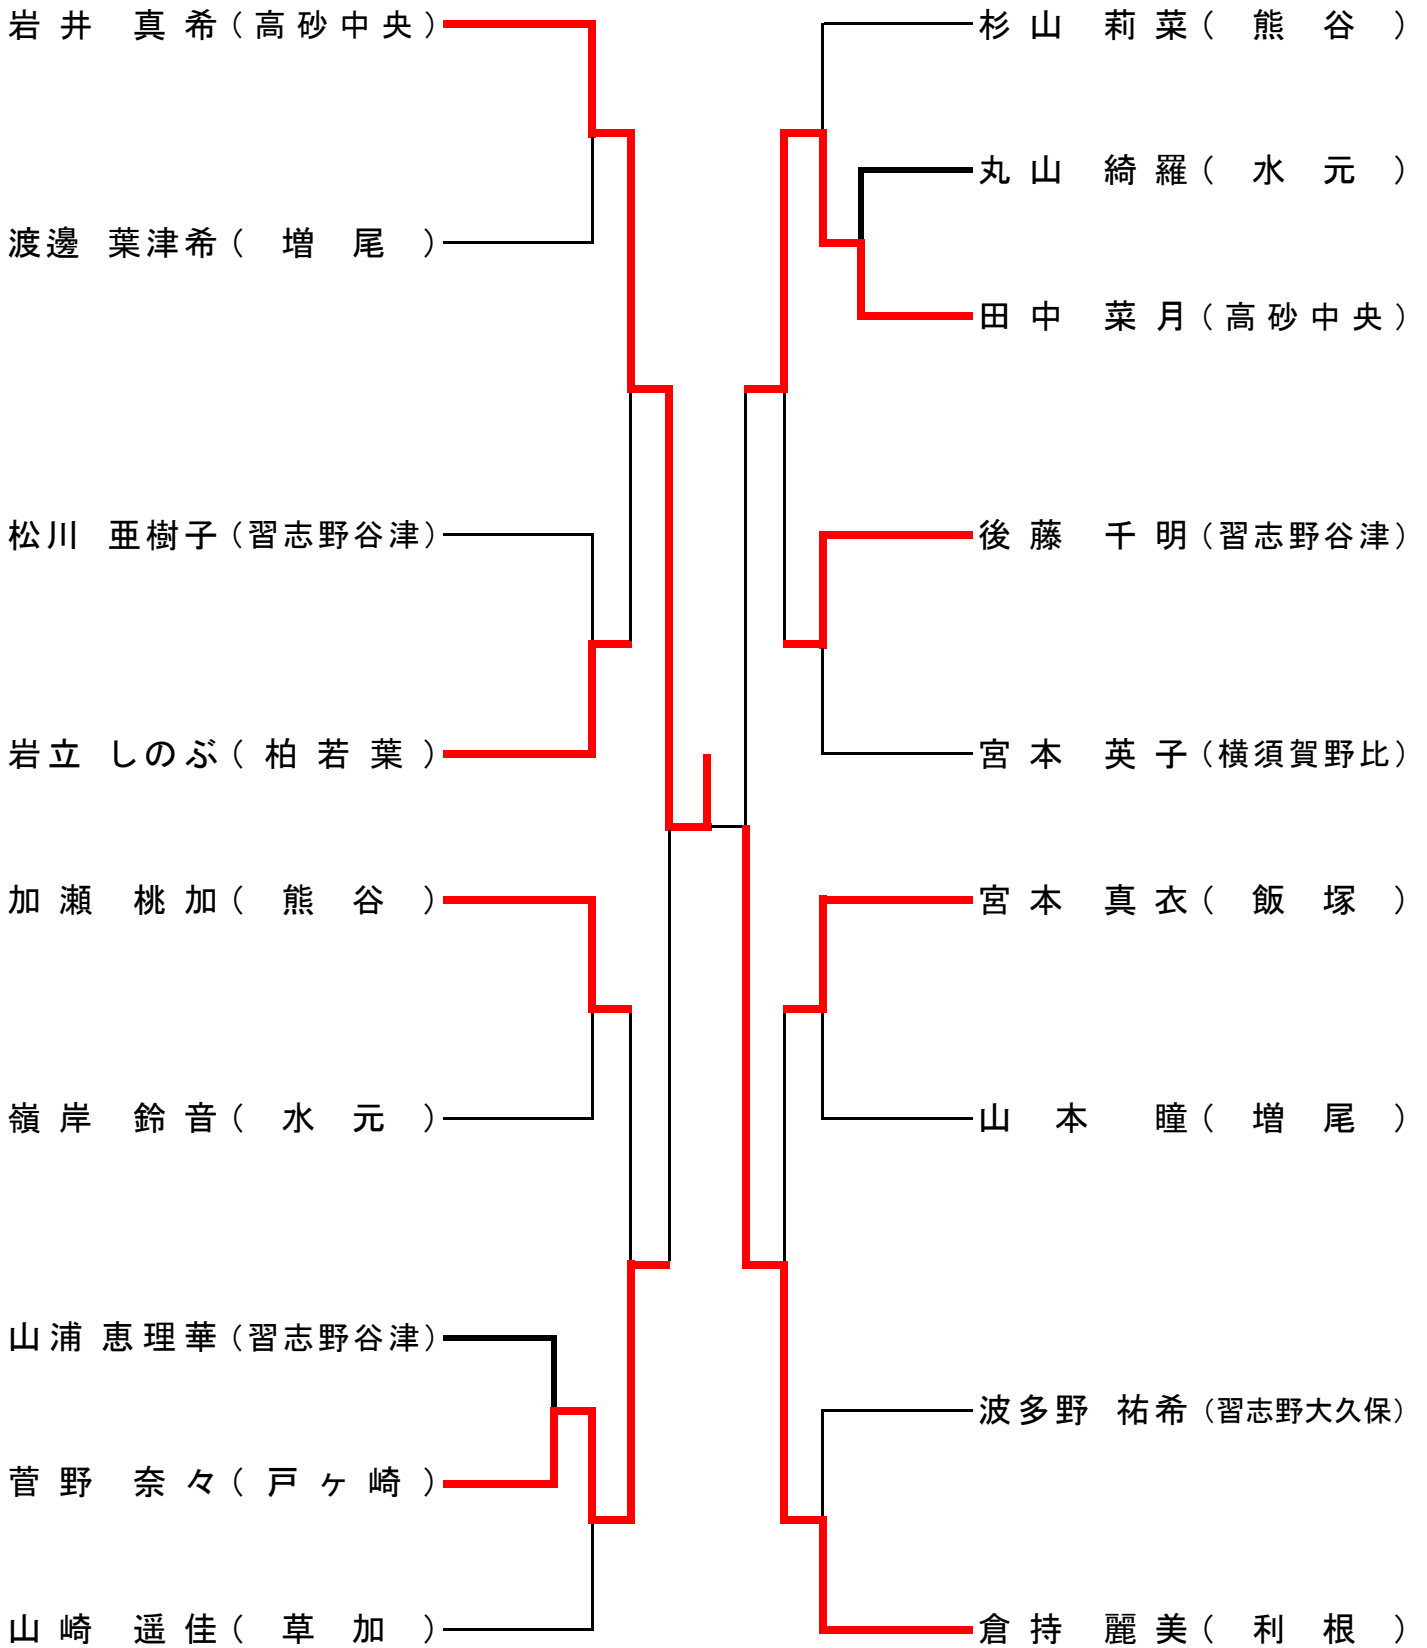 岩井 真希（高砂中央）
渡邊 葉津希（増尾）
松川 亜樹子（習志野谷津）
岩立 しのぶ（柏若葉）
加瀬 桃加（熊谷）
嶺岸 鈴音（水元）
山浦 恵理華（習志野谷津）
菅野 奈々（戸ヶ崎）
山崎 遥佳（草加）
杉山 莉菜（熊谷）
丸山 綺羅（水元）
田中 菜月（高砂中央）
後藤 千明（習志野谷津）
宮本 英子（横須賀野比）
宮本 真衣（飯塚）
山本 瞳（増尾）
波多野 祐希（習志野大久保）
倉持 麗美（利根）